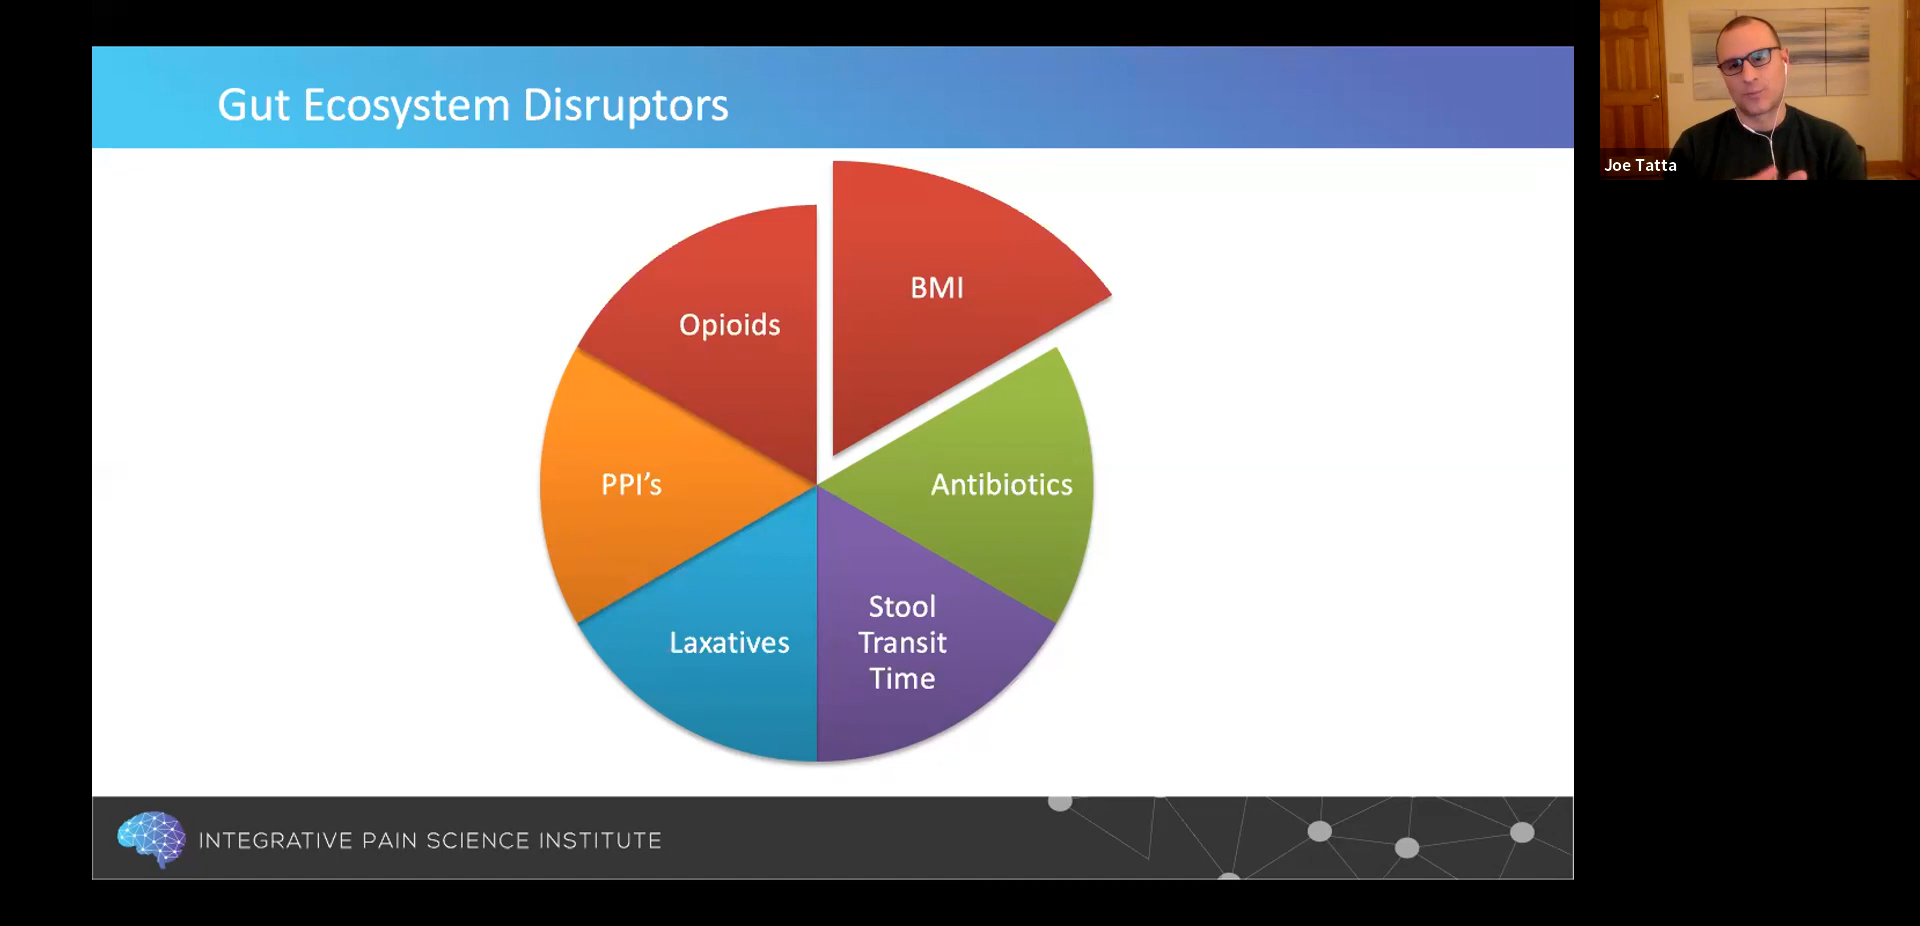 Gut Ecosystem Disruptors
Joe Tatta
BMI
Opioids
Antibiotics
PPI’s
Stool
Transit
Time
Laxatives
INTEGRATIVE PAIN SCIENCE INSTITUTE